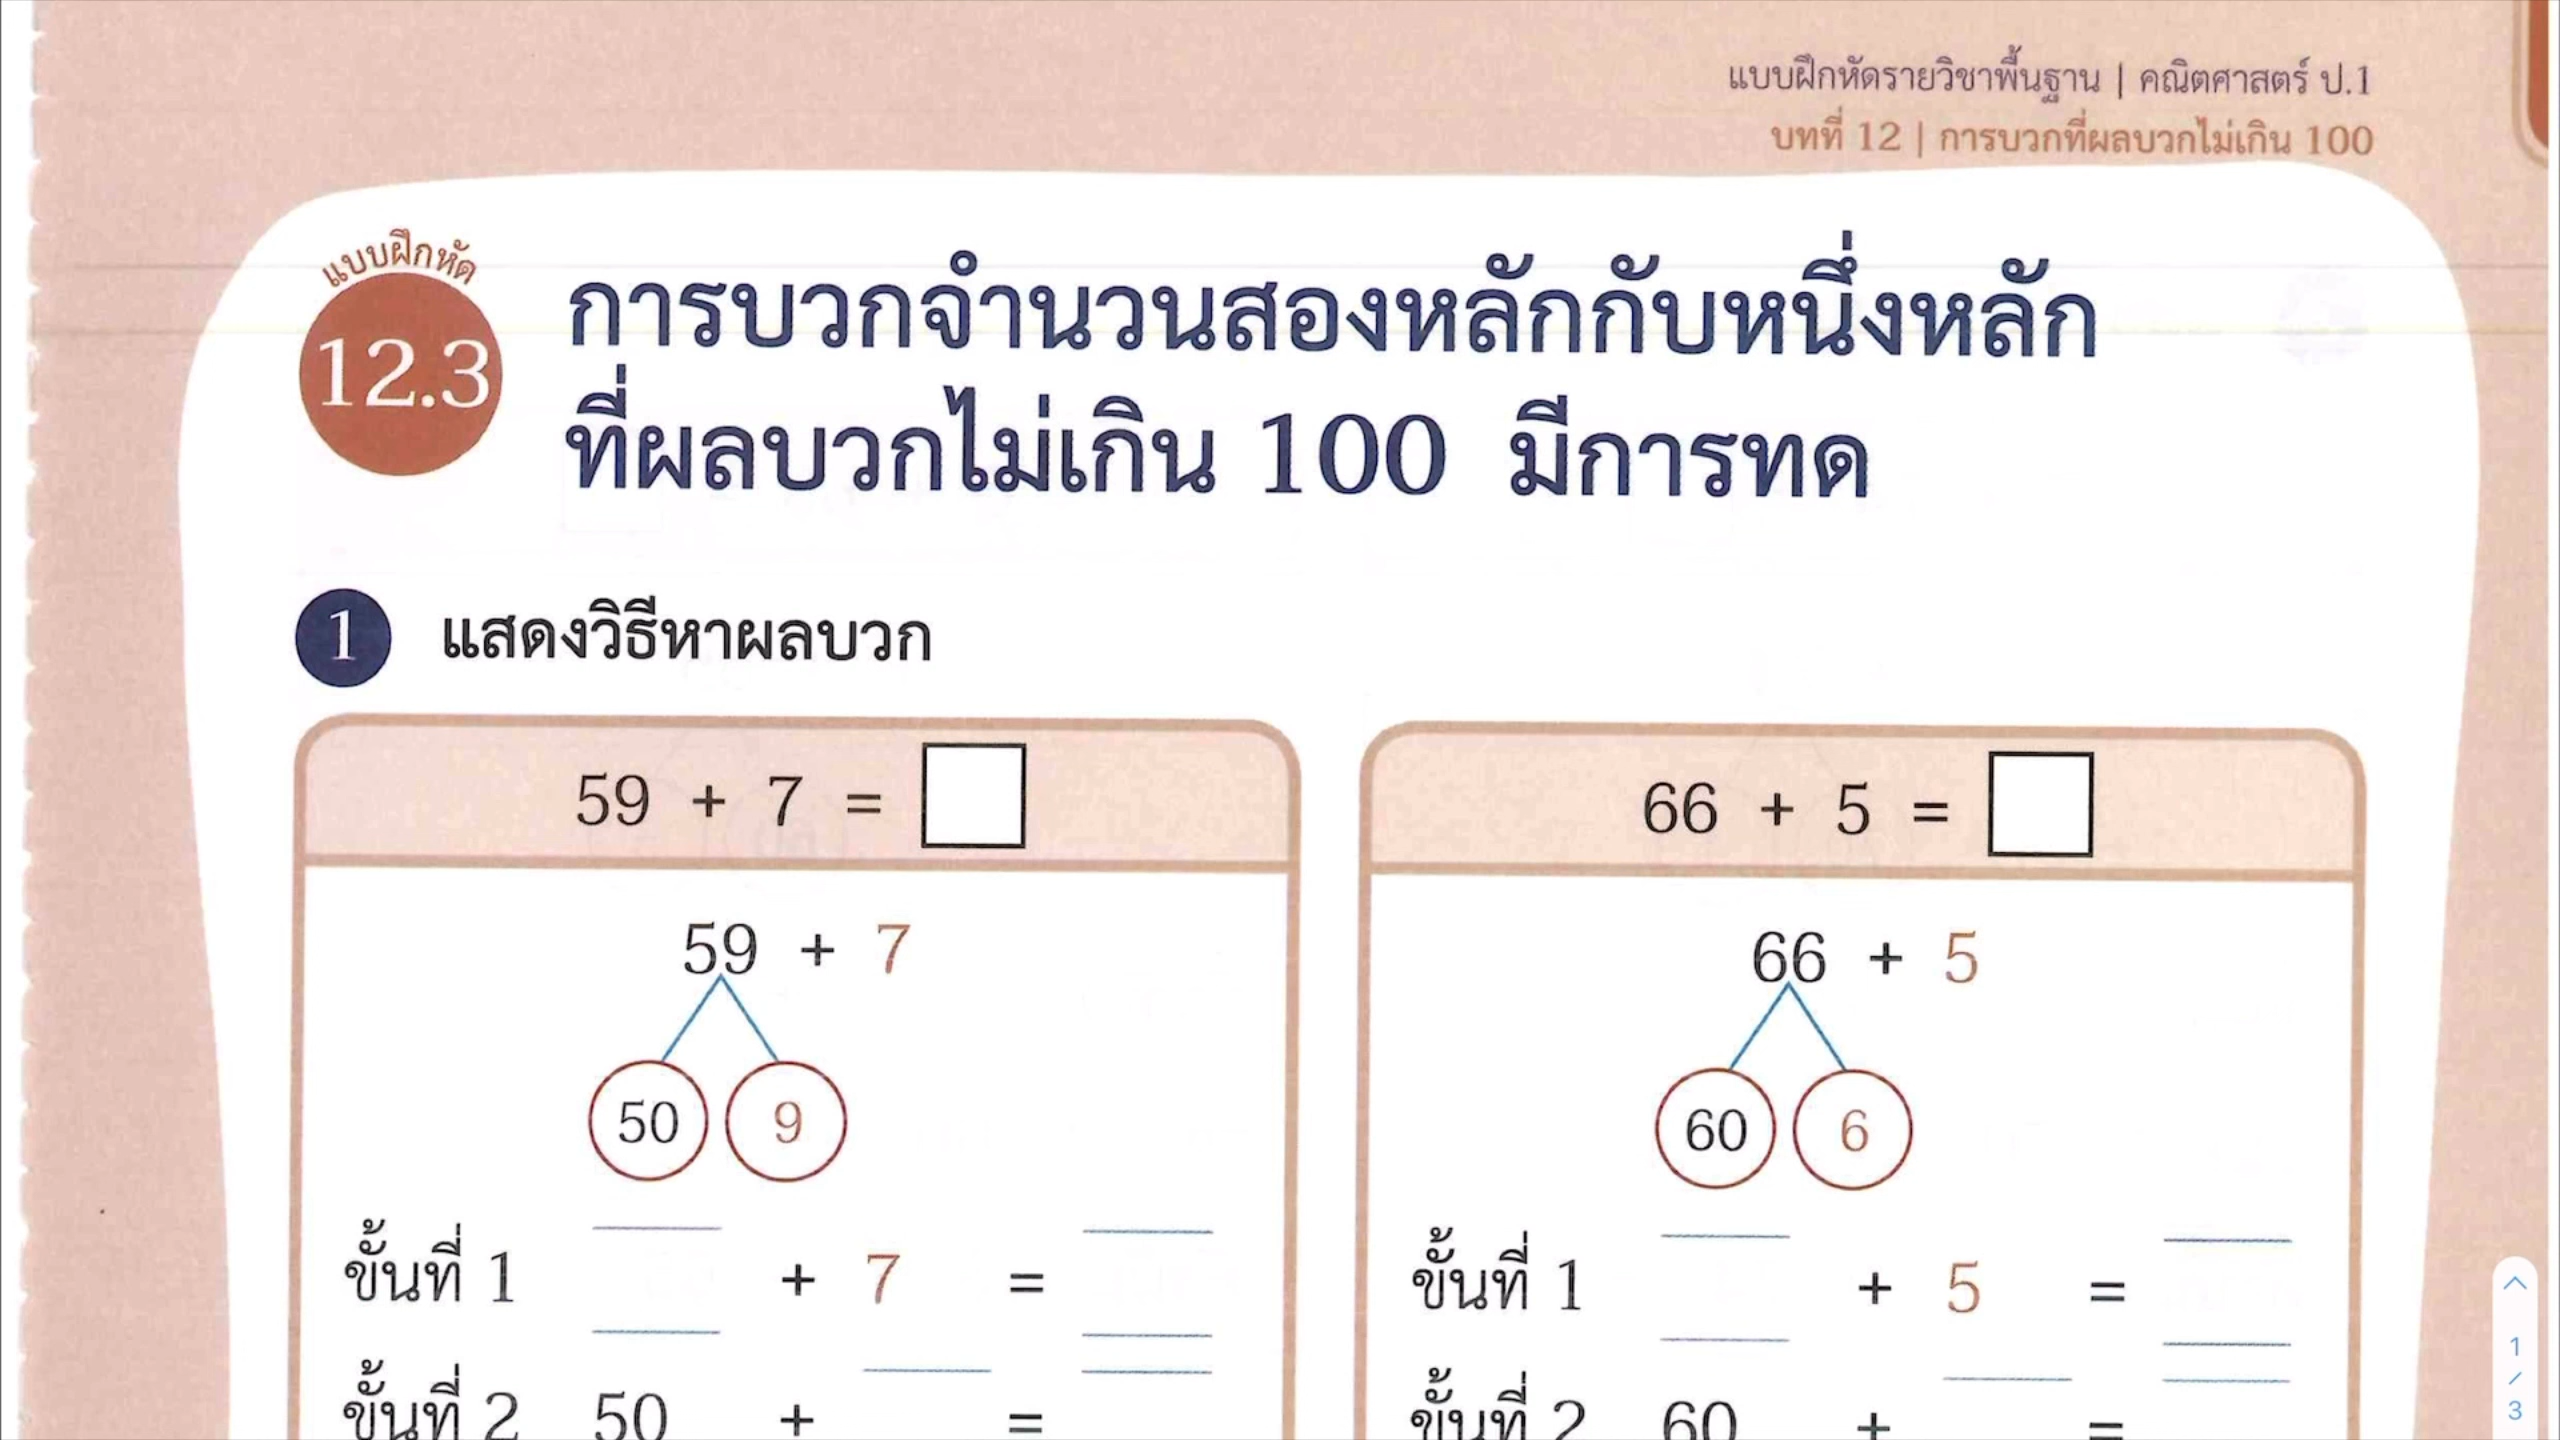 แบบฝึกหัดรายวิชาพื้นฐาน | คณิตศาสตร์ ป.1
บทที่ 12 | การบวกที่ผลบวกไม่เกิน 100
แบบฝึกหัด
12.3
การบวกจำนวนสองหลักกับหนึ่งหลัก
ที่ผลบวกไม่เกิน 100 มีการทด
1 แสดงวิธีหาผลบวก
59 + 7 =
59 + 7
50 9
ขั้นที่ 1 + 7 =
ขั้นที่ 2 50 + =
66 + 5 =
66 + 5
60 6
ขั้นที่ 1 + 5 =
ขั้นที่ 2 60 + =
1 / 3